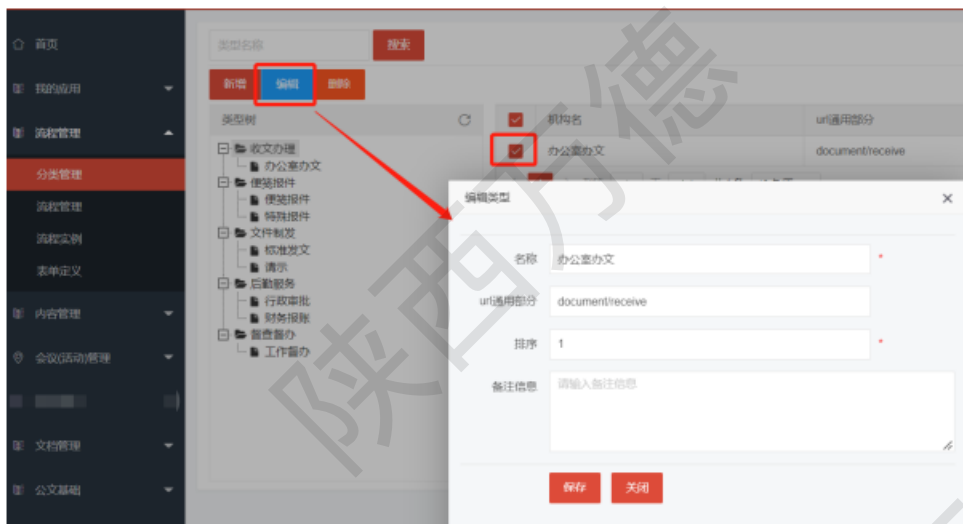 首页
我的应用
流程管理
分类管理
流程管理
流程实例
表单定义
内容管理
会议(活动)管理
文档管理
公文基础
类型名称
搜索
新增 编辑 删除
类型树
收文办理
办公室办文
便笺报件
便笺报件
特殊报件
文件制发
标准发文
请示
后勤服务
行政审批
财务报账
督查督办
工作督办
机构名 url通用部分
办公室办文 document/receive
编辑类型
名称 办公室办文 *
url通用部分 document/receive
排序 1 *
备注信息 请输入备注信息
保存 关闭
陕西万德